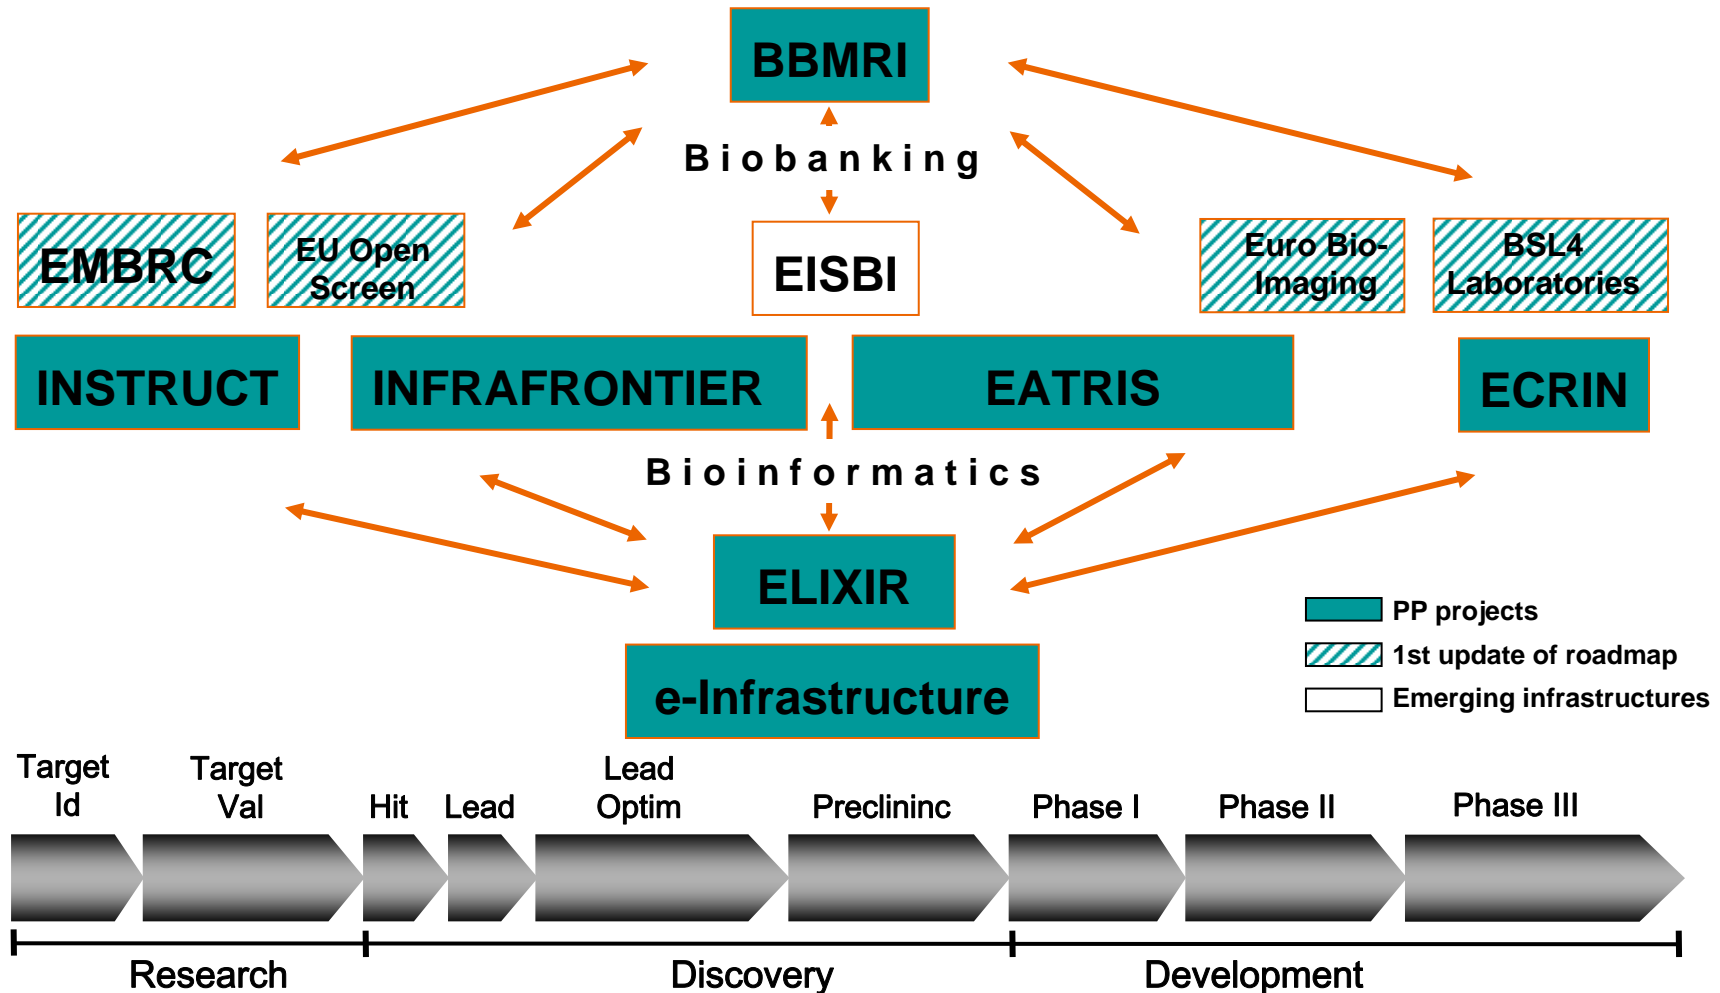 BBMRI
Biobanking
EMBRC
EU Open
Screen
EISBI
Euro Bio-
Imaging
BSL4
Laboratories
INSTRUCT
INFRAFRONTIER
EATRIS
ECRIN
Bioinformatics
ELIXIR
e-Infrastructure
PP projects
1st update of roadmap
Emerging infrastructures
Target
Id
Target
Val
Hit
Lead
Lead
Optim
Preclininc
Phase I
Phase II
Phase III
Research
Discovery
Development